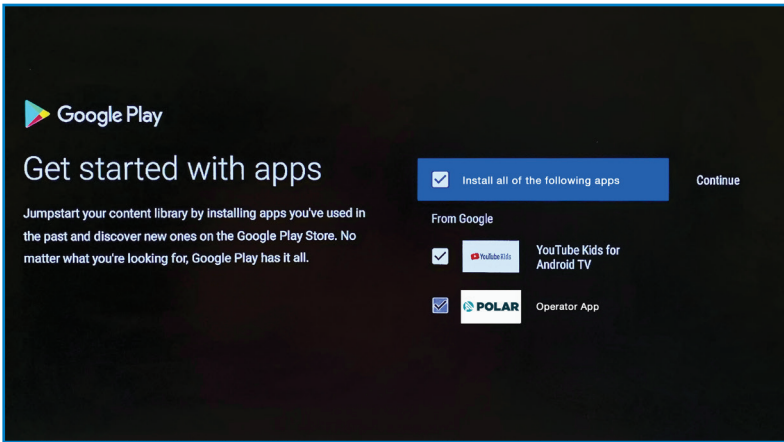 Google Play
Get started with apps
Jumpstart your content library by installing apps you've used in
the past and discover new ones on the Google Play Store. No
matter what you're looking for, Google Play has it all.
Install all of the following apps
Continue
From Google
YouTube Kids
YouTube Kids for
Android TV
POLAR
Operator App